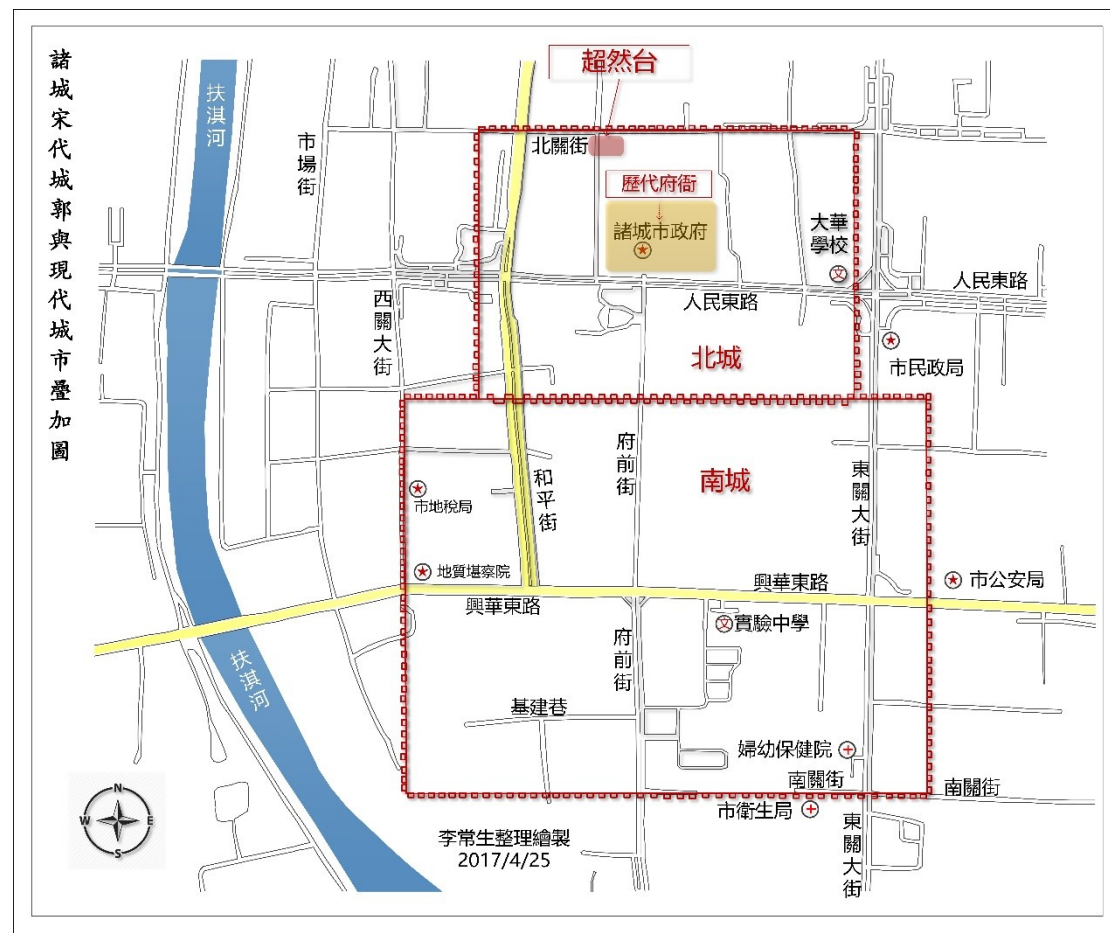 諸城宋代城郭與現代城市疊加圖
超然台
扶淇河
市場街
北關街
歷代府衙
諸城市政府
大華
學校
文
人民東路
人民東路
西關大街
北城
市民政局
府前街
南城
東關大街
和平街
市地稅局
地質堪察院
興華東路
興華東路
市公安局
文
實驗中學
府前街
扶淇河
基建巷
婦幼保健院
南關街
南關街
市衛生局
東關大街
N
W
E
S
李常生整理繪製
2017/4/25